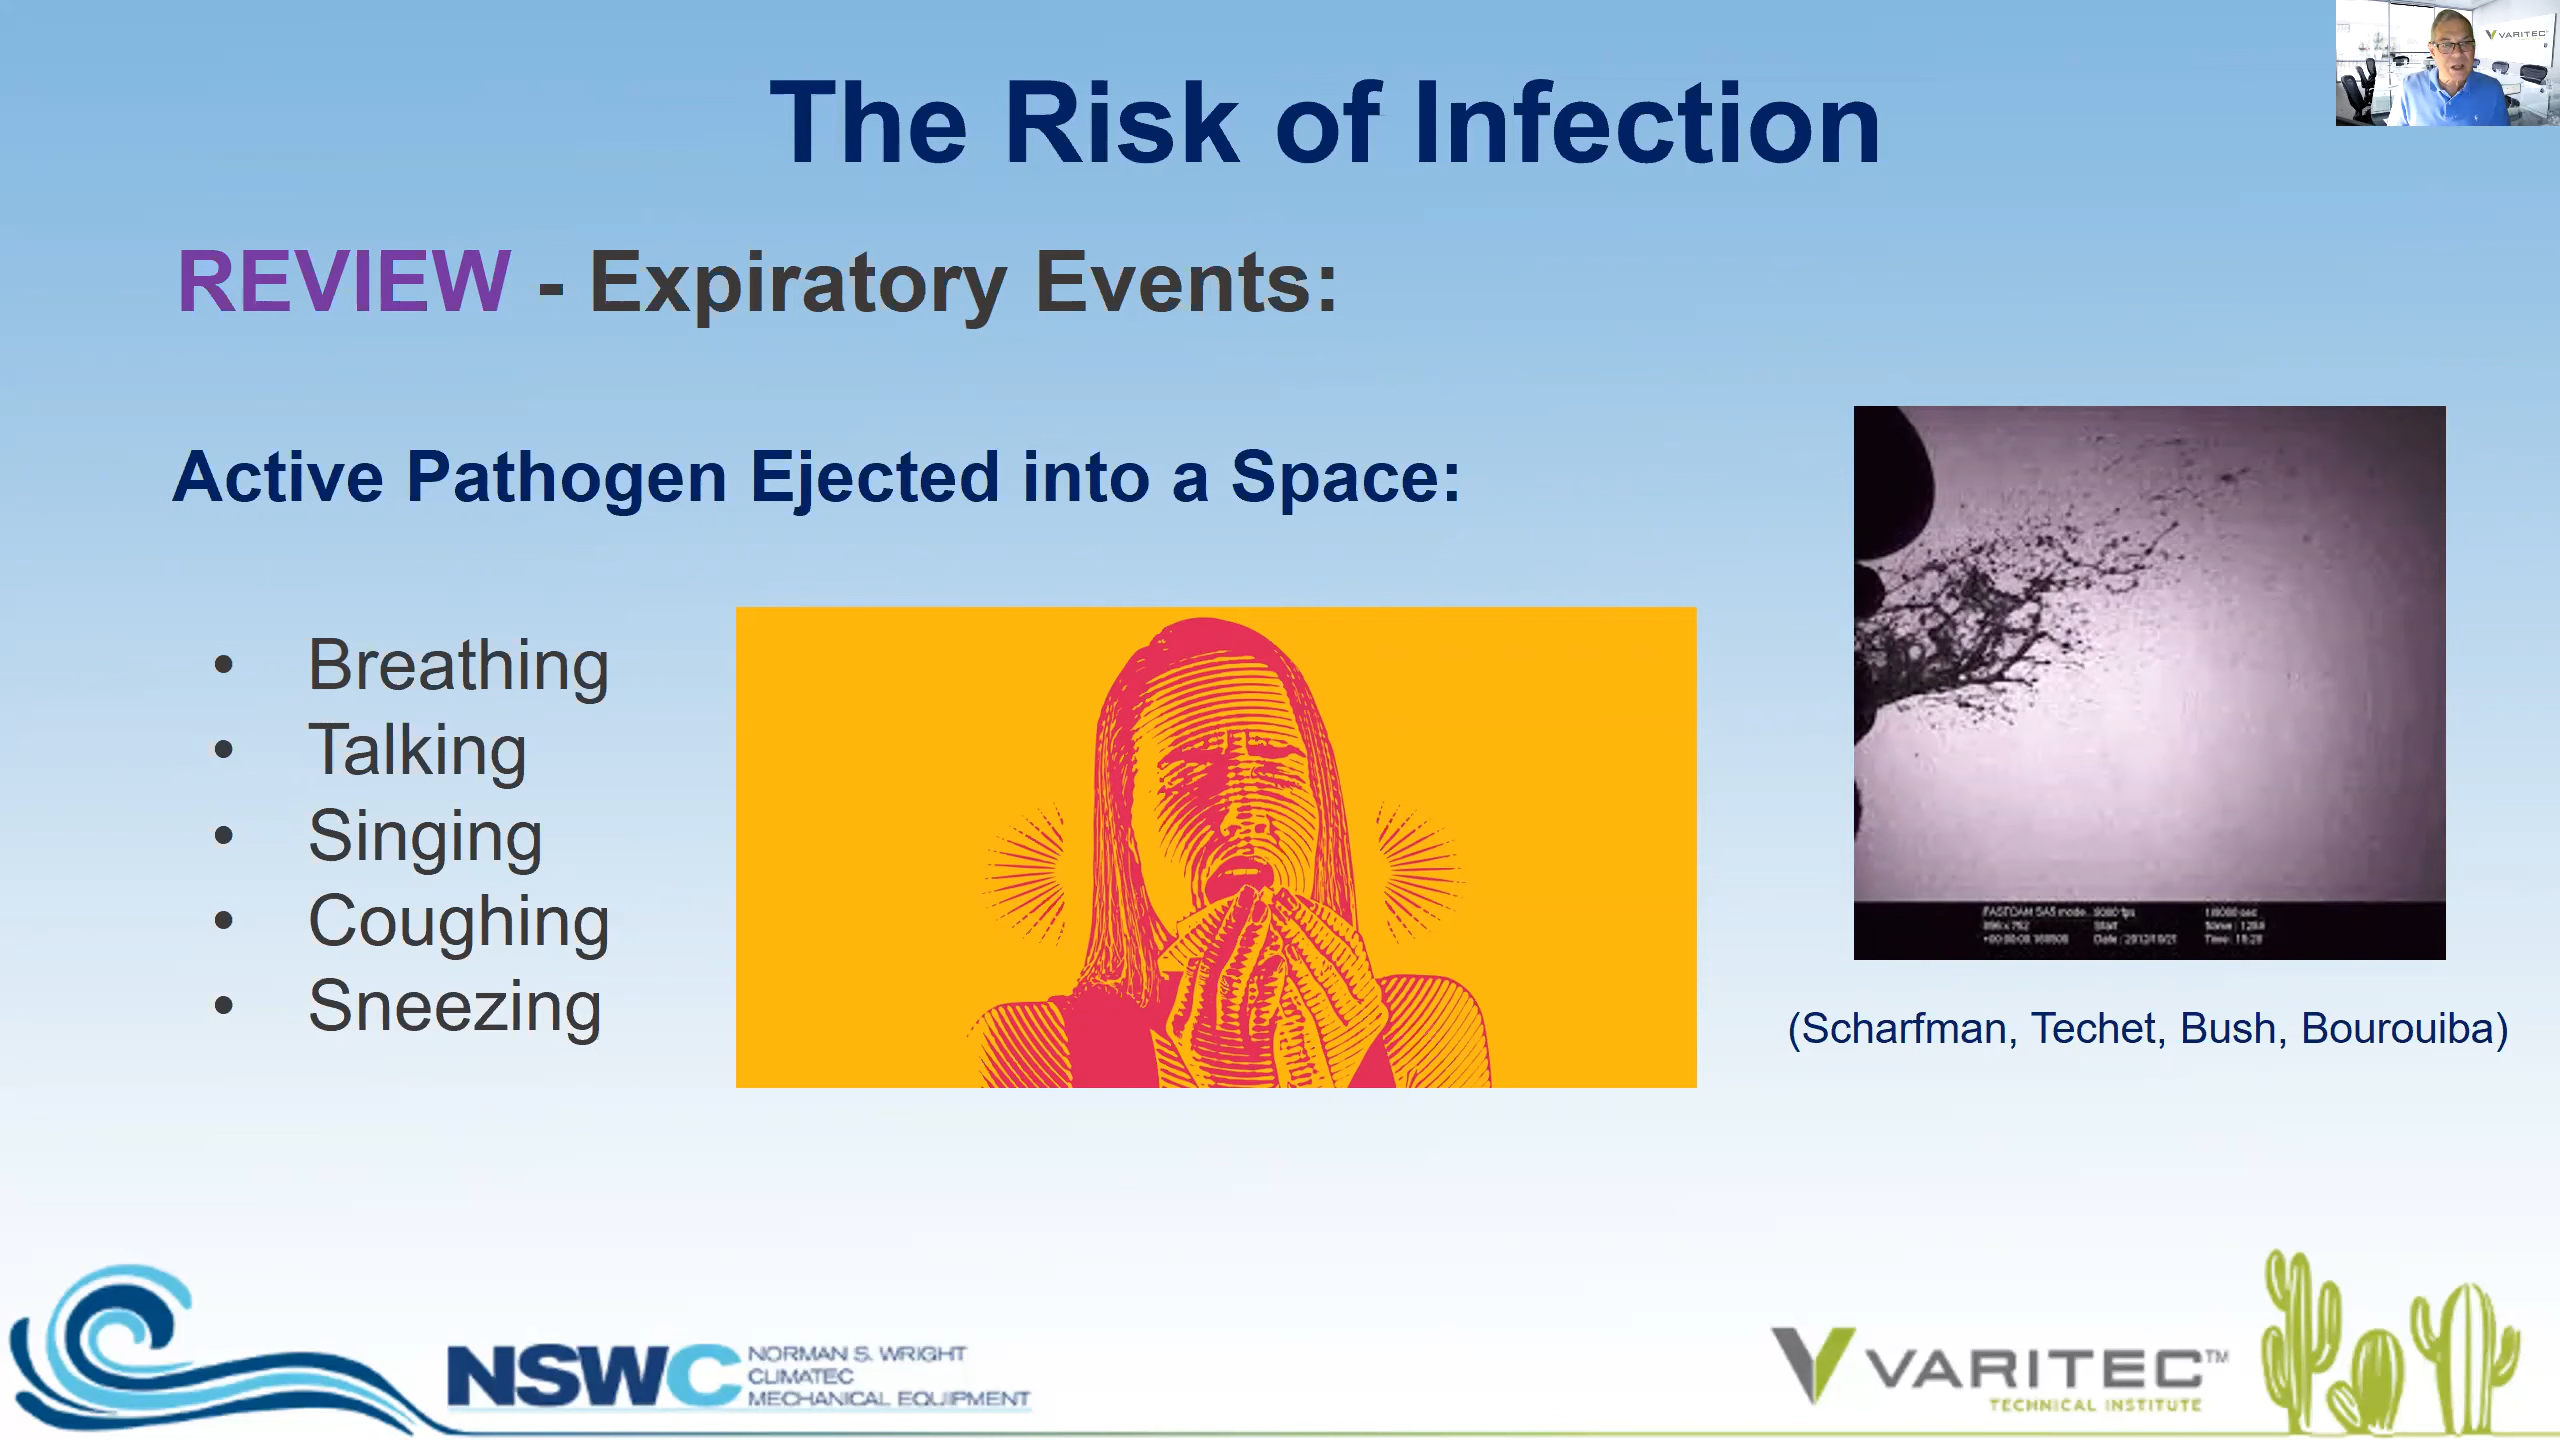 The Risk of Infection
VARITEC
REVIEW - Expiratory Events:
Active Pathogen Ejected into a Space:
• Breathing
• Talking
• Singing
• Coughing
• Sneezing
(Scharfman, Techet, Bush, Bourouiba)
NSWC NORMAN S. WRIGHT
CLIMATEC
MECHANICAL EQUIPMENT
VARITEC™
TECHNICAL INSTITUTE